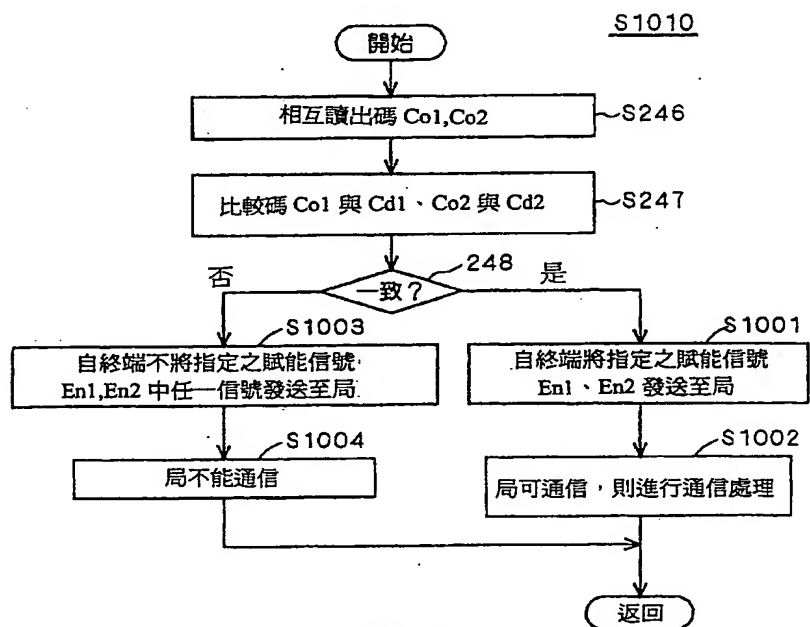 S1010
開始
相互讀出碼 Co1,Co2
S246
比較碼 Co1 與 Cd1、Co2 與 Cd2
S247
248
一致?
否
是
S1003
自終端不將指定之賦能信號
En1,En2 中任一信號發送至局
S1001
自終端將指定之賦能信號
En1、En2 發送至局
S1004
局不能通信
S1002
局可通信,則進行通信處理
返回